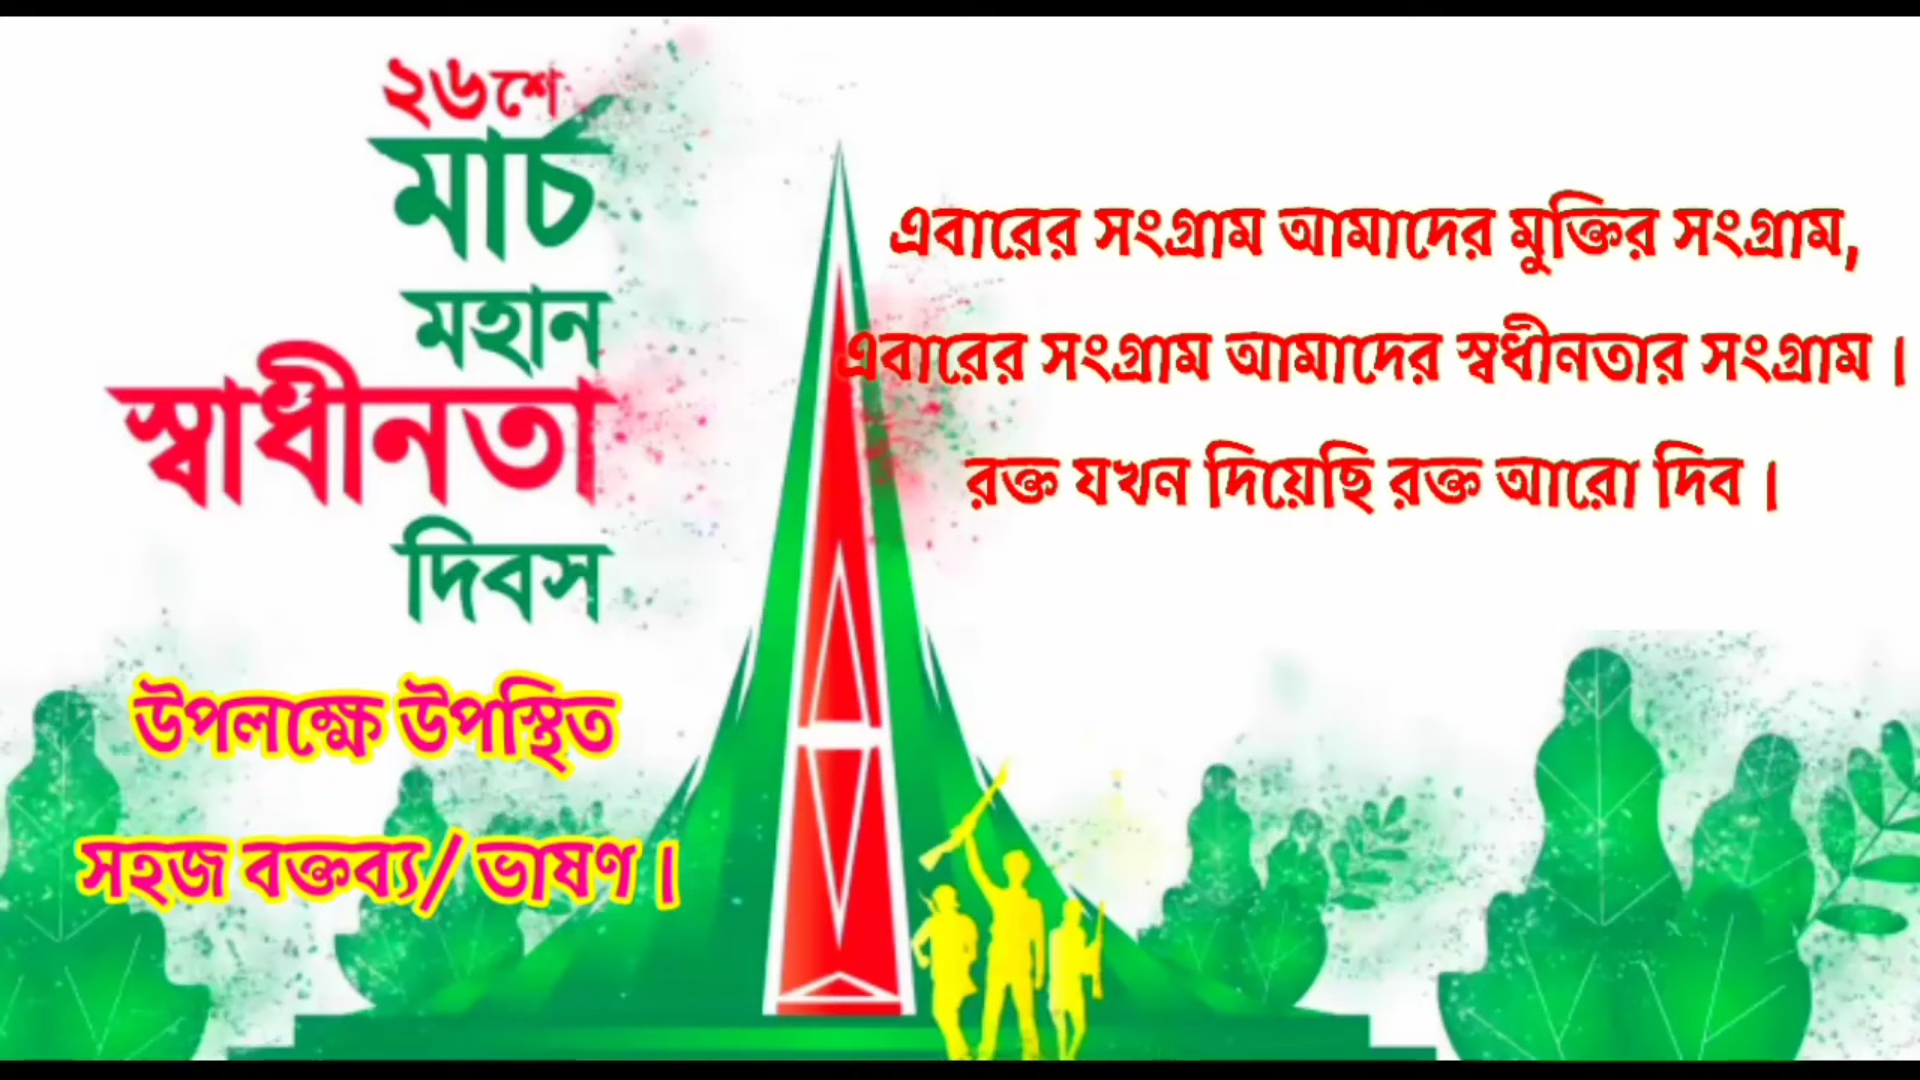 ২৬শে
মার্চ
মহান
স্বাধীনতা
দিবস
উপলক্ষে উপস্থিত
সহজ বক্তব্য/ ভাষণ ।
এবারের সংগ্রাম আমাদের মুক্তির সংগ্রাম,
এবারের সংগ্রাম আমাদের স্বধীনতার সংগ্রাম ।
রক্ত যখন দিয়েছি রক্ত আরো দিব ।